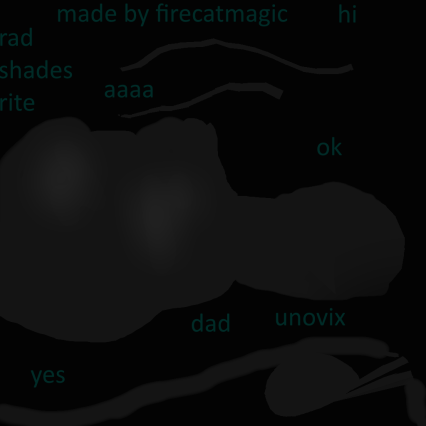 made by firecatmagic
hi
rad
shades
rite
aaaa
ok
dad
unovix
yes